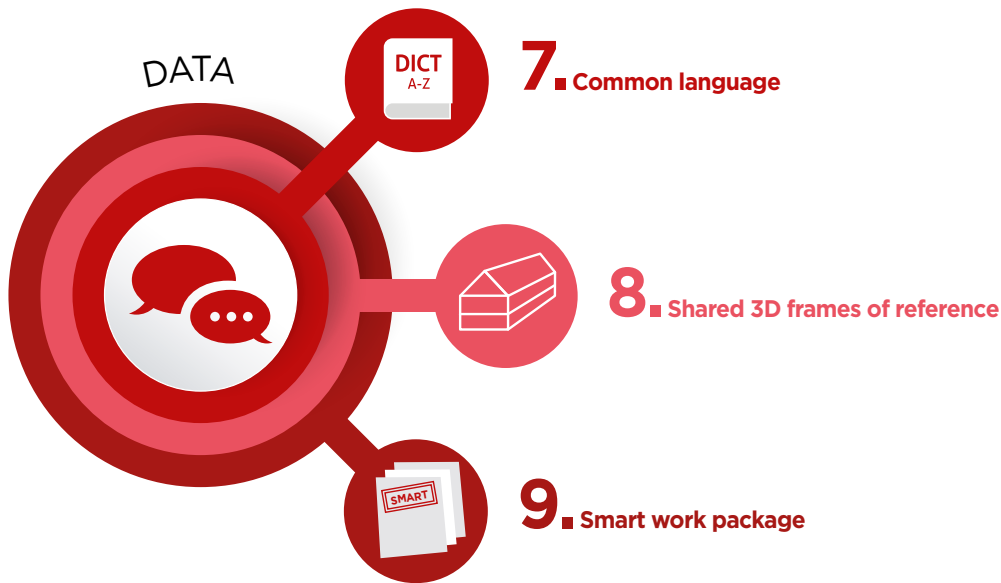 DATA
DICT
A-Z
7. Common language
8. Shared 3D frames of reference
SMART
9. Smart work package